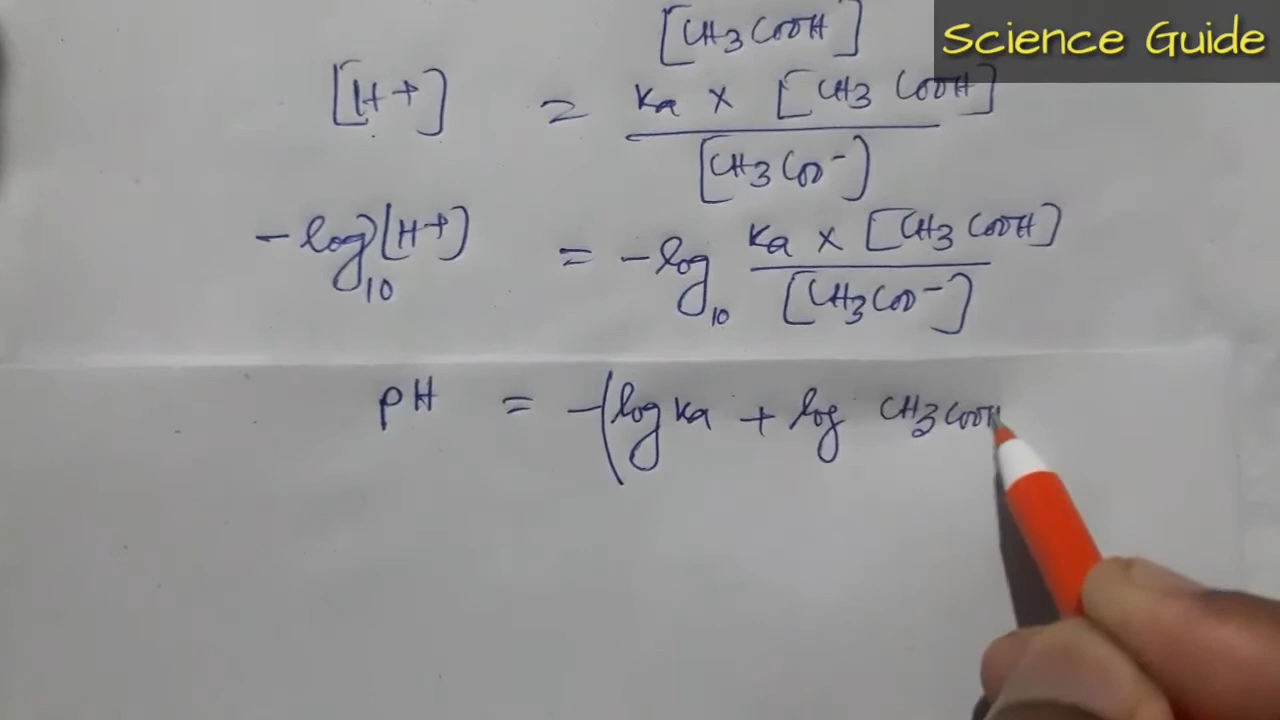 Science Guide
[CH3COOH]
[H+] = Ka × [CH3COOH]
[CH3COO-]
-log10[H+] = -log10 Ka × [CH3COOH]
[CH3COO-]
pH = -(log Ka + log CH3COOH